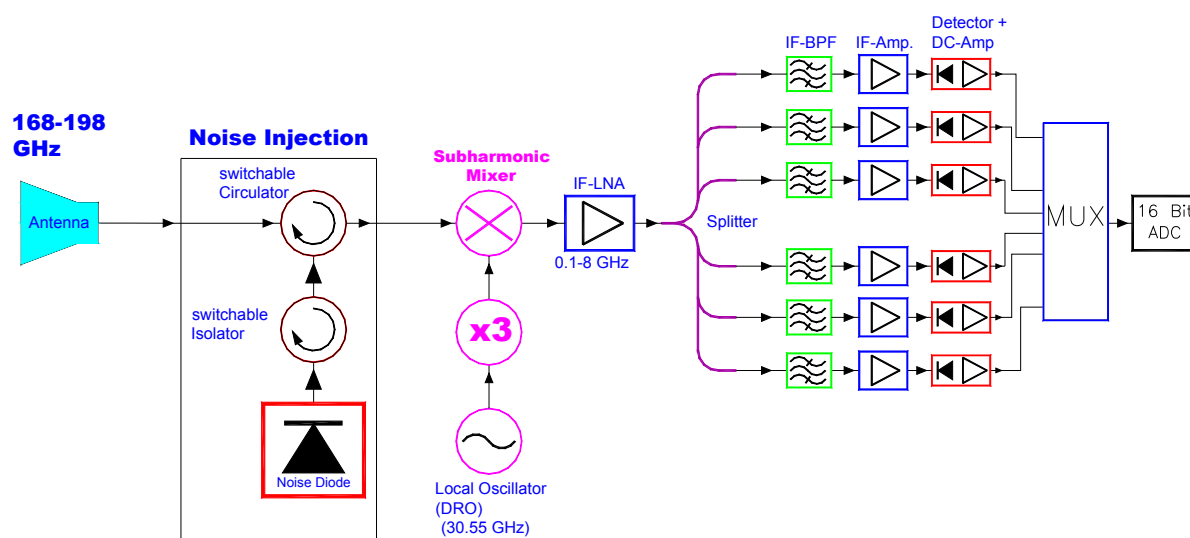 168-198
GHz
Antenna
Noise Injection
switchable
Circulator
switchable
Isolator
Noise Diode
Subharmonic
Mixer
x3
Local Oscillator
(DRO)
(30.55 GHz)
IF-LNA
0.1-8 GHz
Splitter
IF-BPF
IF-Amp.
Detector +
DC-Amp
MUX
16 Bit
ADC